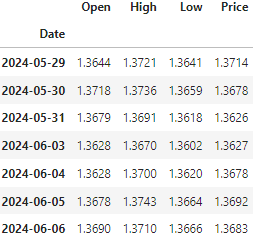 Open High Low Price
Date
2024-05-29 1.3644 1.3721 1.3641 1.3714
2024-05-30 1.3718 1.3736 1.3659 1.3678
2024-05-31 1.3679 1.3691 1.3618 1.3626
2024-06-03 1.3628 1.3670 1.3602 1.3627
2024-06-04 1.3628 1.3700 1.3620 1.3678
2024-06-05 1.3678 1.3743 1.3664 1.3692
2024-06-06 1.3690 1.3710 1.3666 1.3683